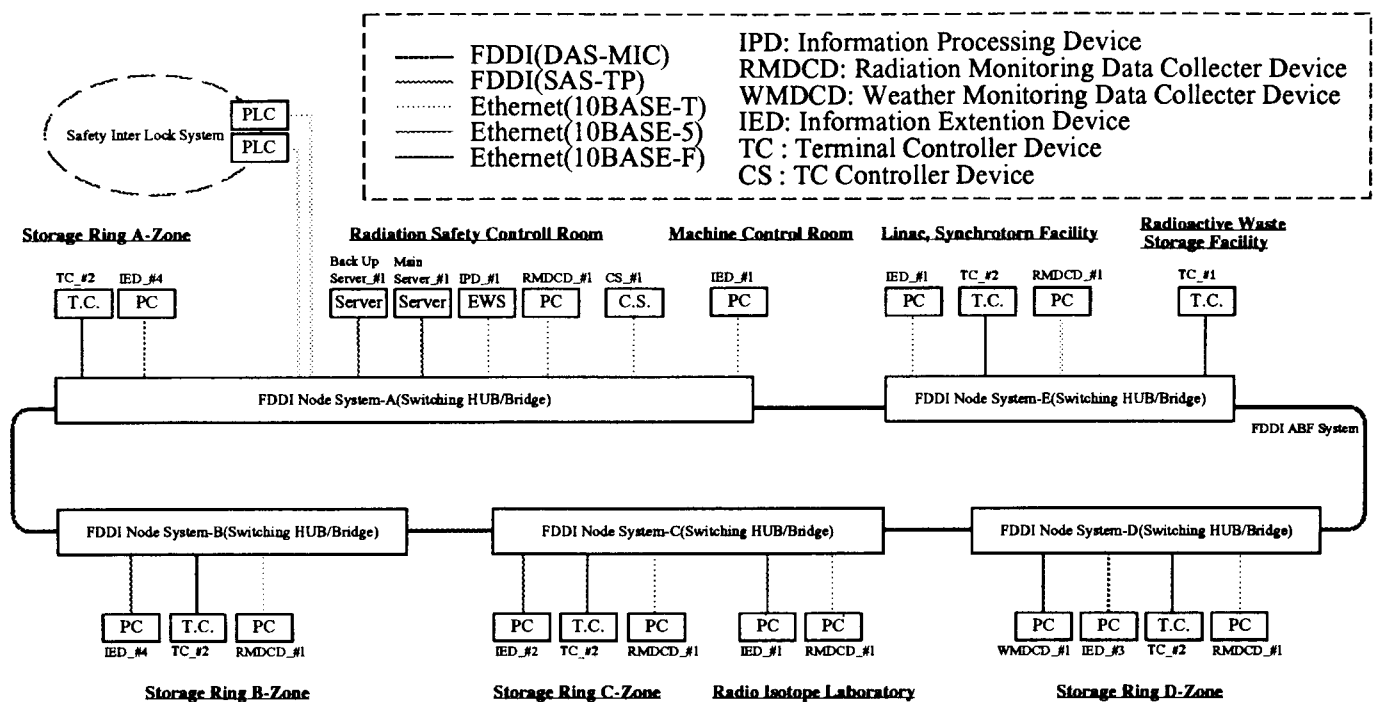 FDDI(DAS-MIC)
FDDI(SAS-TP)
Ethernet(10BASE-T)
Ethernet(10BASE-5)
Ethernet(10BASE-F)
IPD: Information Processing Device
RMDCD: Radiation Monitoring Data Collecter Device
WMDCD: Weather Monitoring Data Collecter Device
IED: Information Extention Device
TC : Terminal Controller Device
CS : TC Controller Device
Safety Inter Lock System
PLC
PLC
Storage Ring A-Zone
TC_#2 IED_#4
T.C. PC
Radiation Safety Controll Room
Back Up Main
Server_#1 Server_#1 IPD_#1 RMDCD_#1 CS_#1
Server Server EWS PC C.S.
Machine Control Room
IED_#1
PC
Linac, Synchrotorn Facility
IED_#1 TC_#2 RMDCD_#1
PC T.C. PC
Radioactive Waste
Storage Facility
TC_#1
T.C.
FDDI Node System-A(Switching HUB/Bridge)
FDDI Node System-E(Switching HUB/Bridge)
FDDI ABF System
FDDI Node System-B(Switching HUB/Bridge)
FDDI Node System-C(Switching HUB/Bridge)
FDDI Node System-D(Switching HUB/Bridge)
PC T.C. PC
IED_#4 TC_#2 RMDCD_#1
Storage Ring B-Zone
PC T.C. PC
IED_#2 TC_#2 RMDCD_#1
Storage Ring C-Zone
PC PC
IED_#1 RMDCD_#1
Radio Isotope Laboratory
PC PC T.C. PC
WMDCD_#1 IED_#3 TC_#2 RMDCD_#1
Storage Ring D-Zone